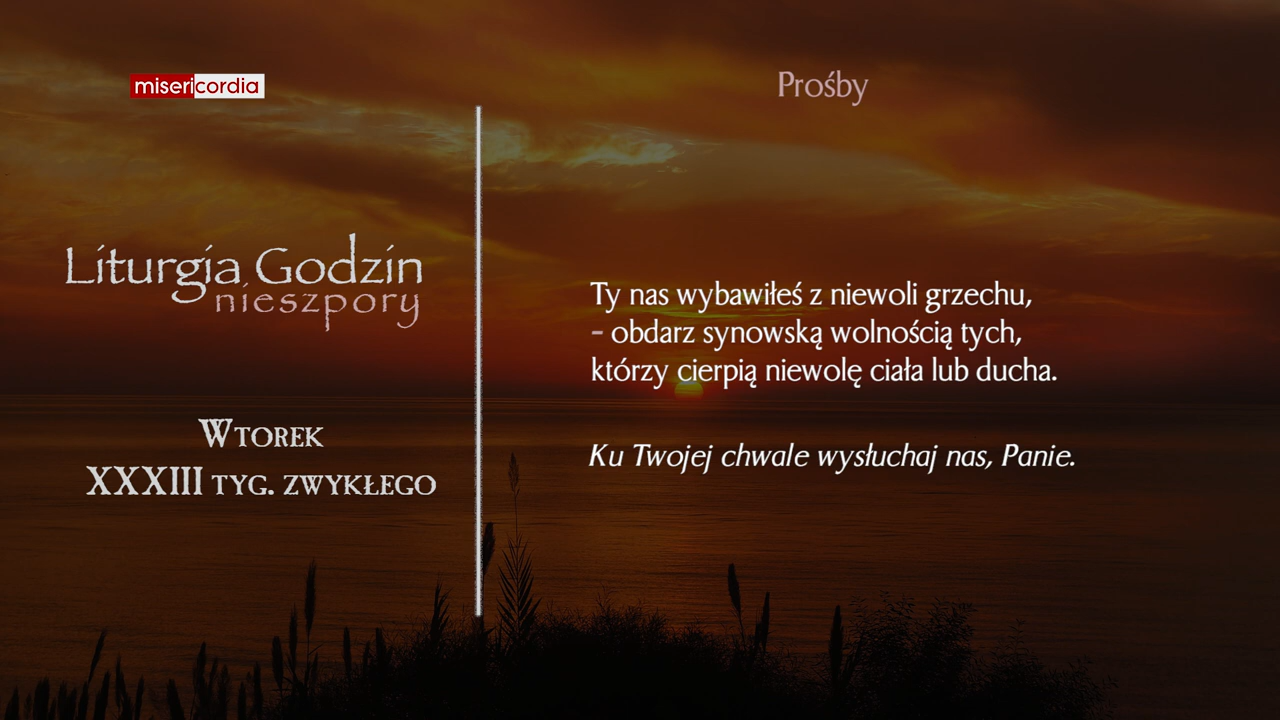 misericordia
Prośby
Liturgia Godzin
nieszpory
Ty nas wybawiłeś z niewoli grzechu,
- obdarz synowską wolnością tych,
którzy cierpią niewolę ciała lub ducha.
Wtorek
XXXIII tyg. zwykłego
Ku Twojej chwale wysłuchaj nas, Panie.